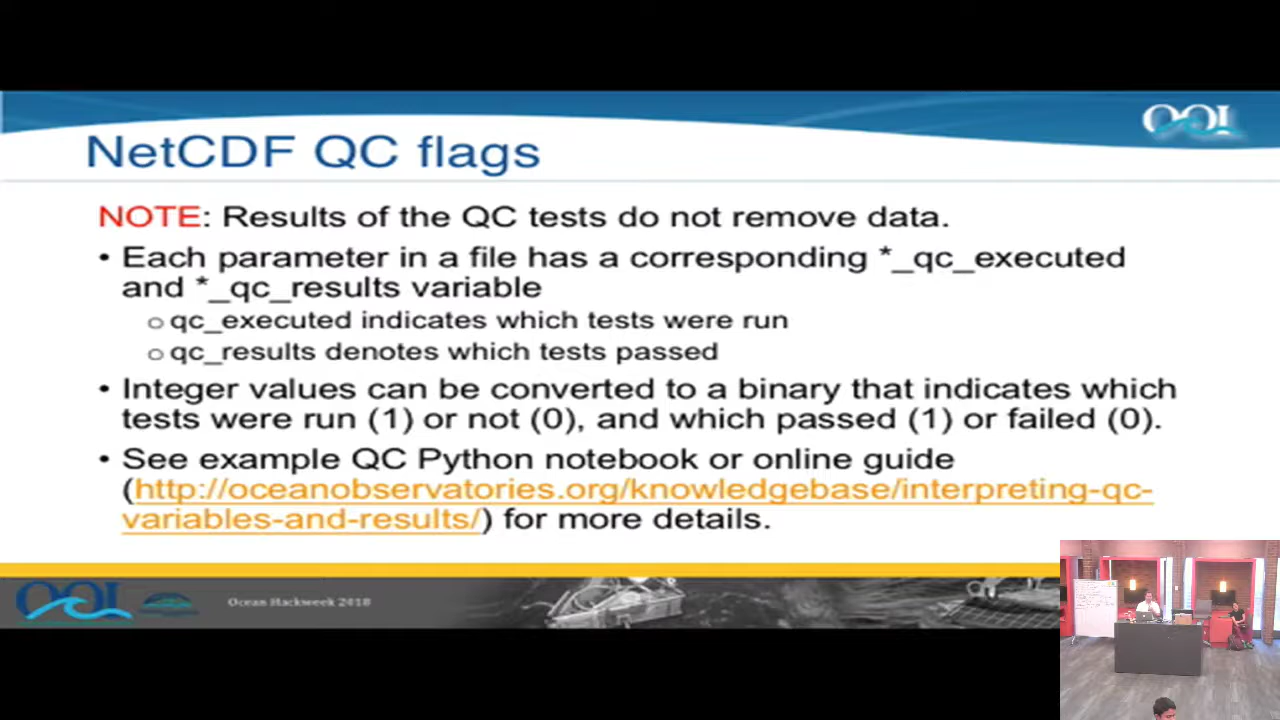 OOI
NetCDF QC flags
NOTE: Results of the QC tests do not remove data.
• Each parameter in a file has a corresponding *_qc_executed
and *_qc_results variable
o qc_executed indicates which tests were run
o qc_results denotes which tests passed
• Integer values can be converted to a binary that indicates which
tests were run (1) or not (0), and which passed (1) or failed (0).
• See example QC Python notebook or online guide
(http://oceanobservatories.org/knowledgebase/interpreting-qc-
variables-and-results/) for more details.
OOI
Ocean Hackweek 2018